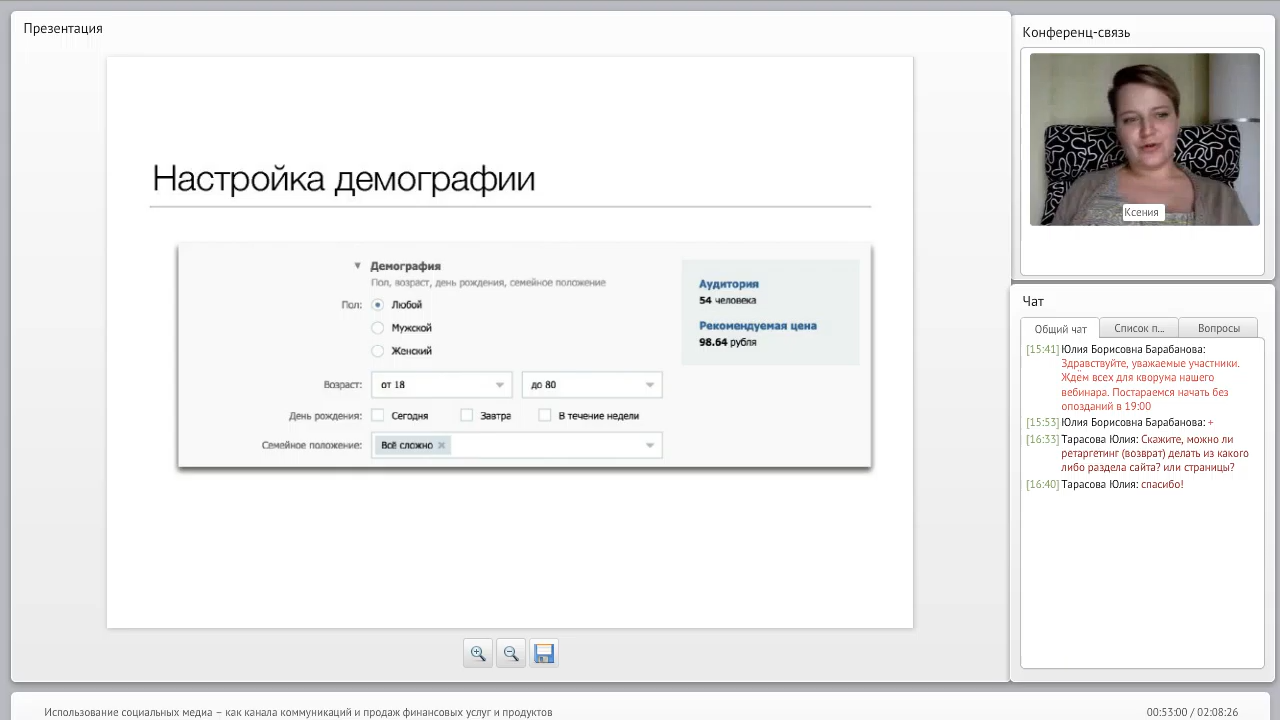 Презентация
Настройка демографии
Демография
Пол, возраст, день рождения, семейное положение
Пол:
Любой
Мужской
Женский
Возраст:
от 18
до 80
День рождения:
Сегодня
Завтра
В течение недели
Семейное положение:
Всё сложно
Аудитория
54 человека
Рекомендуемая цена
98.64 рубля
Конференц-связь
Ксения
Чат
Общий чат
Список п...
Вопросы
[15:41] Юлия Борисовна Барабанова:
Здравствуйте, уважаемые участники.
Ждём всех для кворума нашего
вебинара. Постараемся начать без
опозданий в 19:00
[15:53] Юлия Борисовна Барабанова: +
[16:33] Тарасова Юлия: Скажите, можно ли
ретаргетинг (возврат) делать из какого
либо раздела сайта? или страницы?
[16:40] Тарасова Юлия: спасибо!
Использование социальных медиа – как канала коммуникаций и продаж финансовых услуг и продуктов
00:53:00 / 02:08:26